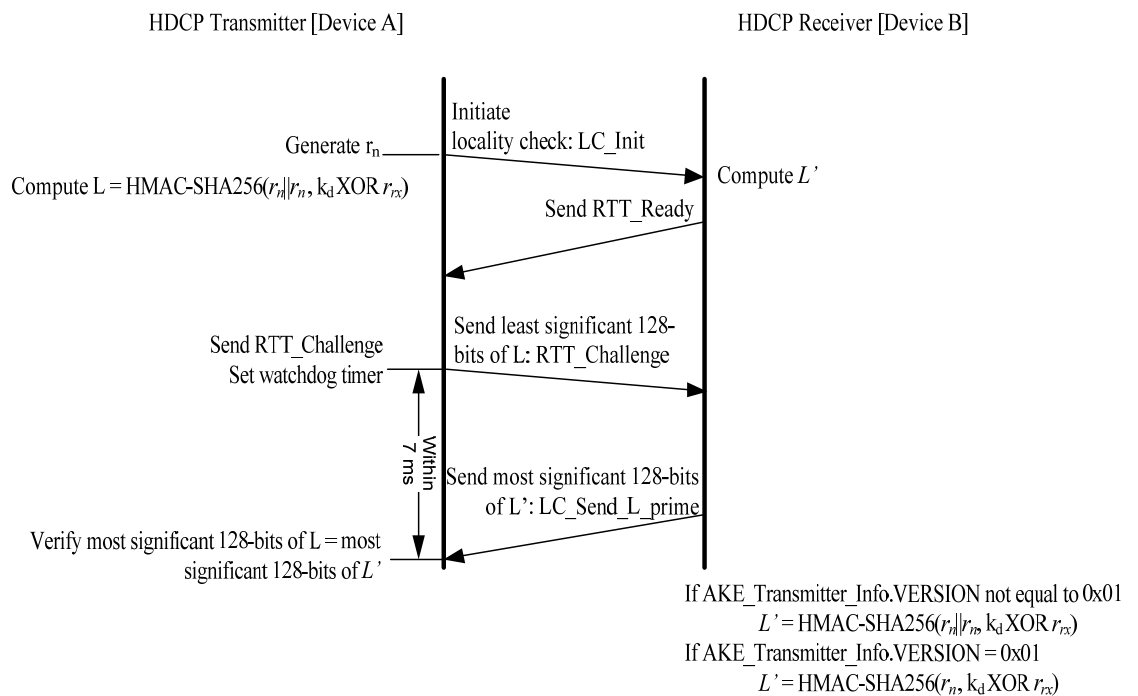 HDCP Transmitter [Device A]
HDCP Receiver [Device B]
Initiate
locality check: LC_Init
Generate rn
Compute L = HMAC-SHA256(rn||rn, kd XOR rrx)
Compute L’
Send RTT_Ready
Send least significant 128-
bits of L: RTT_Challenge
Send RTT_Challenge
Set watchdog timer
Within
7 ms
Send most significant 128-bits
of L’: LC_Send_L_prime
Verify most significant 128-bits of L = most
significant 128-bits of L’
If AKE_Transmitter_Info.VERSION not equal to 0x01
L’ = HMAC-SHA256(rn||rn, kd XOR rrx)
If AKE_Transmitter_Info.VERSION = 0x01
L’ = HMAC-SHA256(rn, kd XOR rrx)